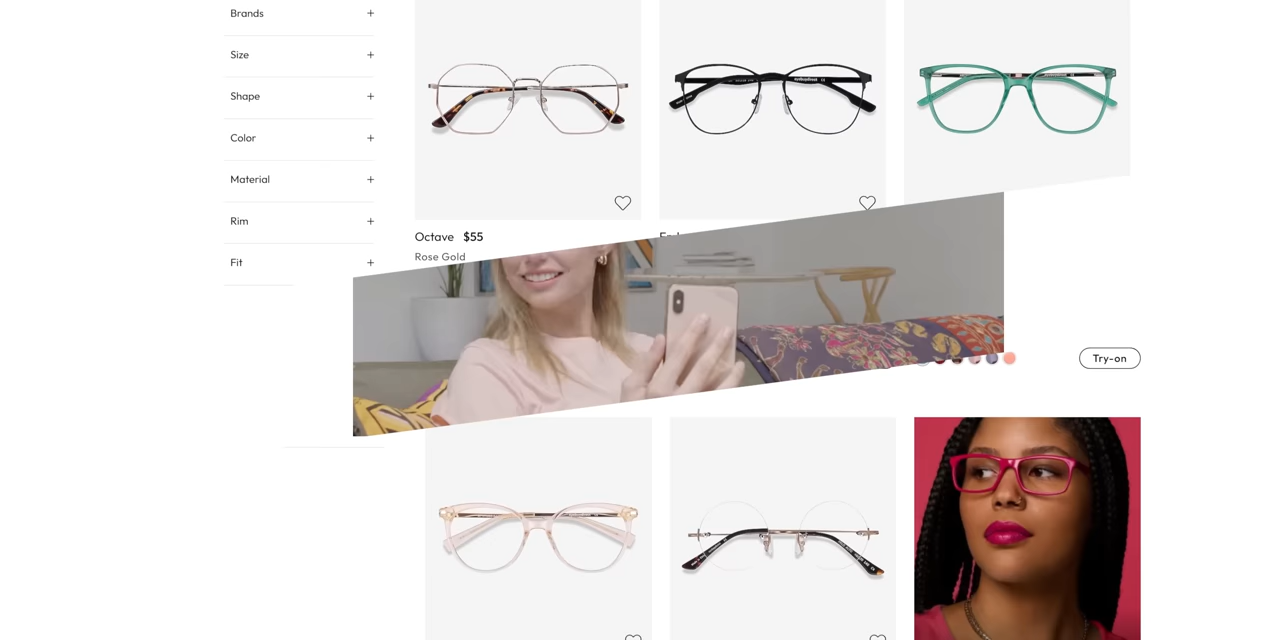 Brands
Size
Shape
Color
Material
Rim
Fit
Octave $55
Rose Gold
Try-on